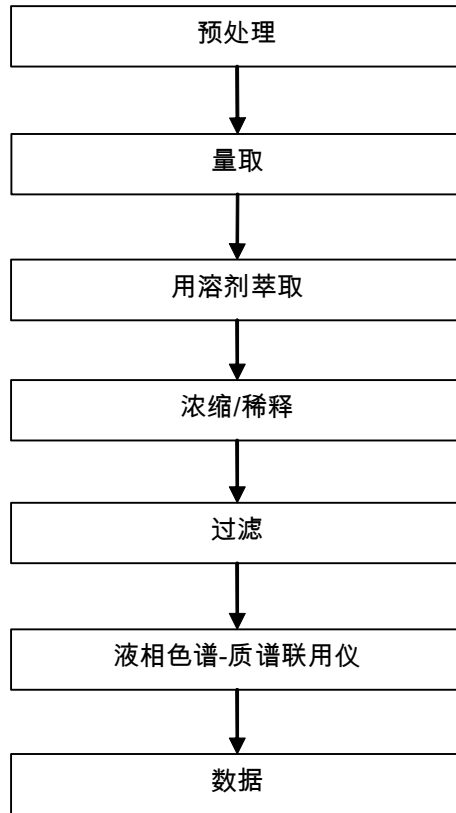 预处理
量取
用溶剂萃取
浓缩/稀释
过滤
液相色谱-质谱联用仪
数据